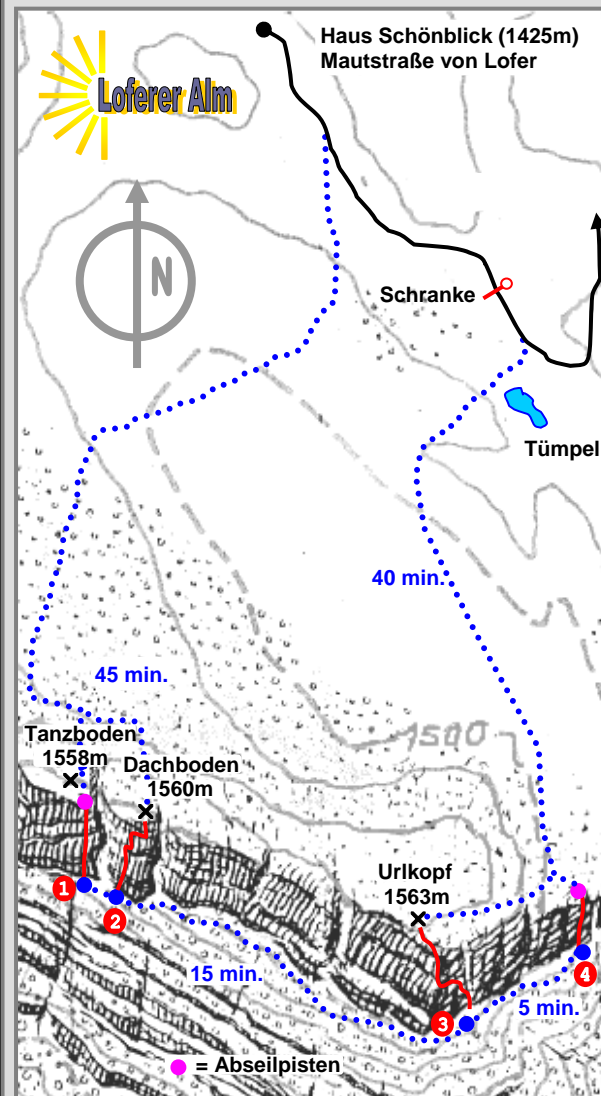 Haus Schönblick (1425m)
Mautstraße von Lofer
Loferer Alm
N
Schranke
Tümpel
40 min.
45 min.
Tanzboden
1558m
1500
Dachboden
1560m
Urlkopf
1563m
1
2
15 min.
3
4
5 min.
= Abseilpisten